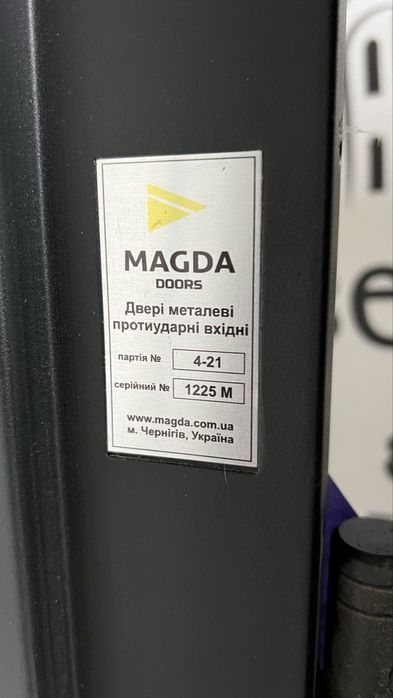 MAGDA
DOORS
Двері металеві
протиударні вхідні
партія № 4-21
серійний № 1225 М
www.magda.com.ua
м. Чернігів, Україна